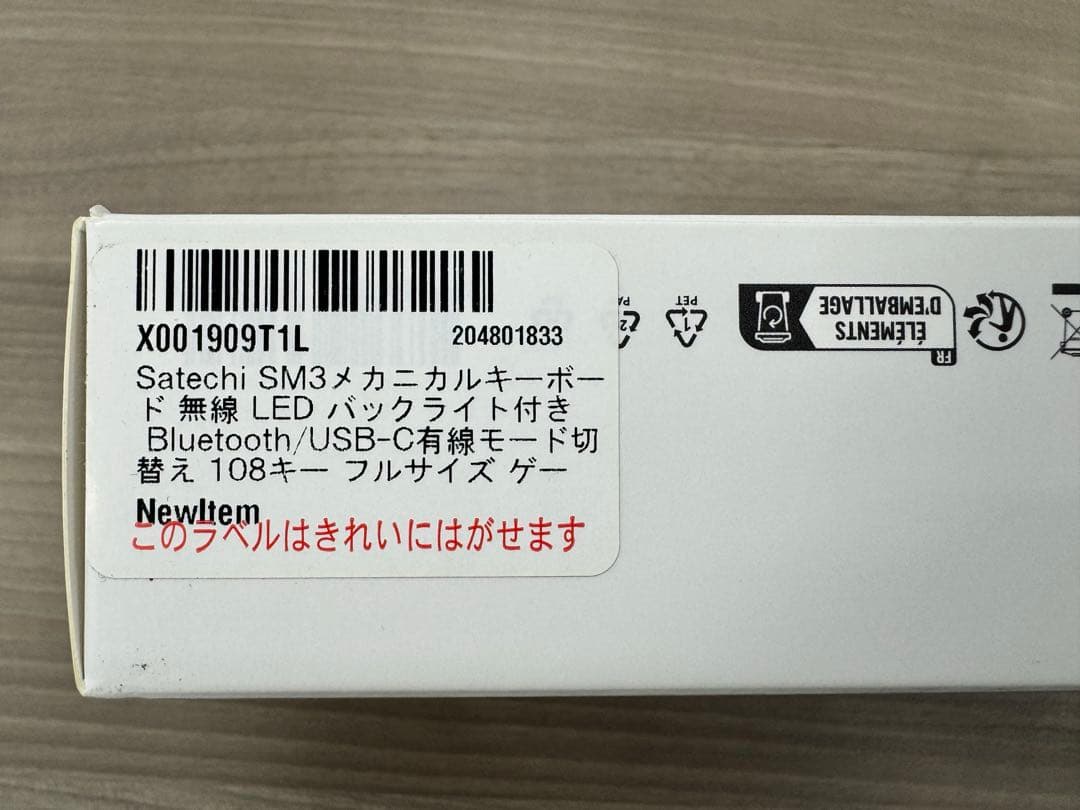 X001909T1L 204801833
Satechi SM3メカニカルキーボー
ド 無線 LED バックライト付き
Bluetooth/USB-C有線モード切
替え 108キー フルサイズ ゲー
NewItem
このラベルはきれいにはがせます
PET
1
2
PA
FR
ÉLÉMENTS
D'EMBALLAGE